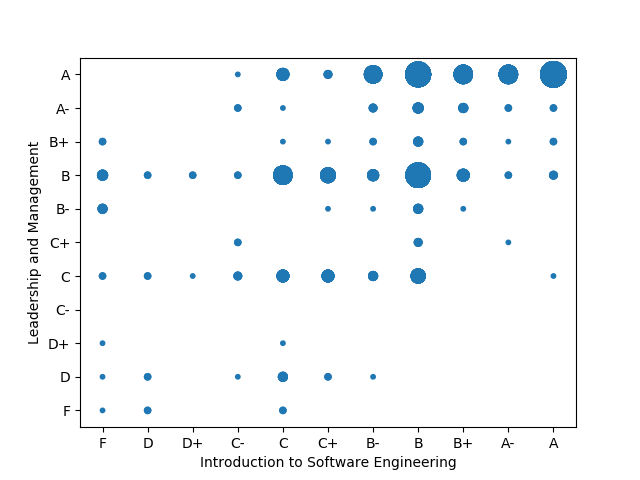 A
A-
B+
B
B-
C+
C
C-
D+
D
F
Leadership and Management
F D D+ C- C C+ B- B B+ A- A
Introduction to Software Engineering